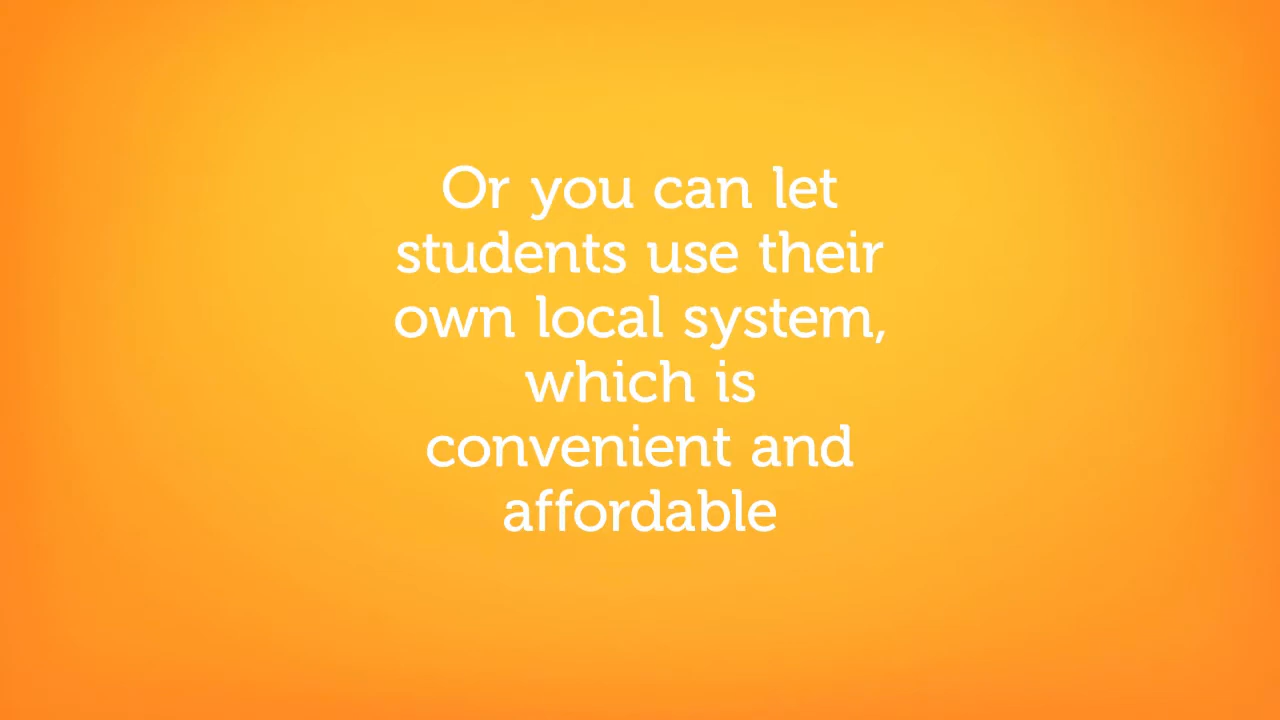 Or you can let
students use their
own local system,
which is
convenient and
affordable